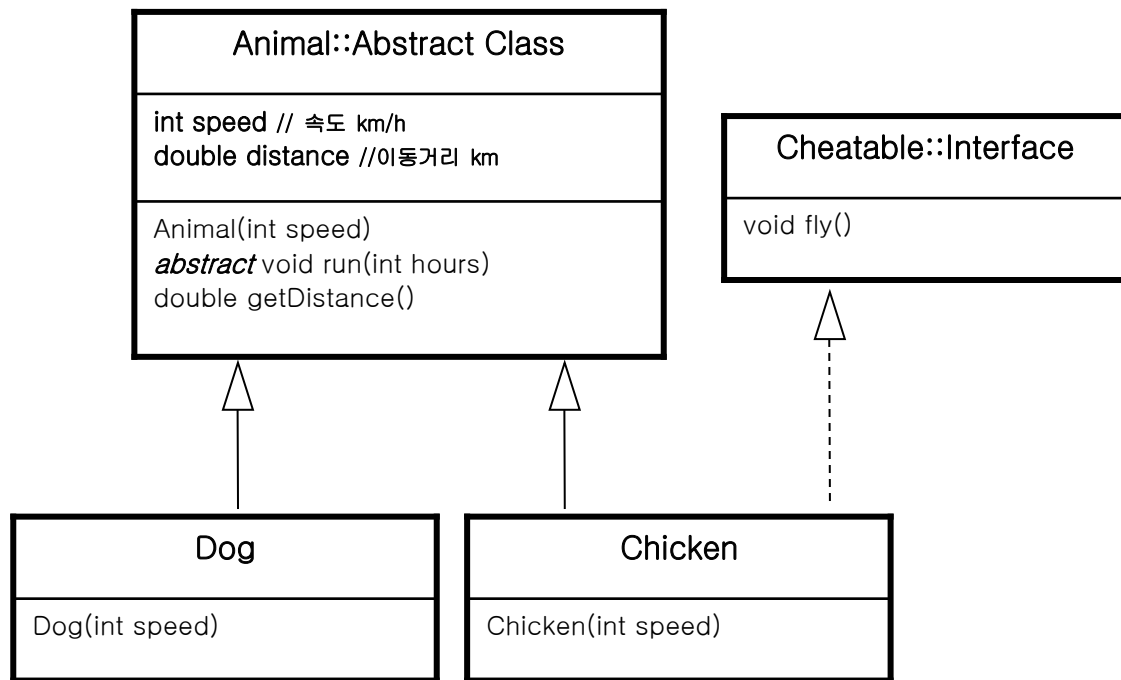 Animal::Abstract Class
int speed // 속도 km/h
double distance //이동거리 km
Animal(int speed)
abstract void run(int hours)
double getDistance()
Cheatable::Interface
void fly()
Dog
Dog(int speed)
Chicken
Chicken(int speed)